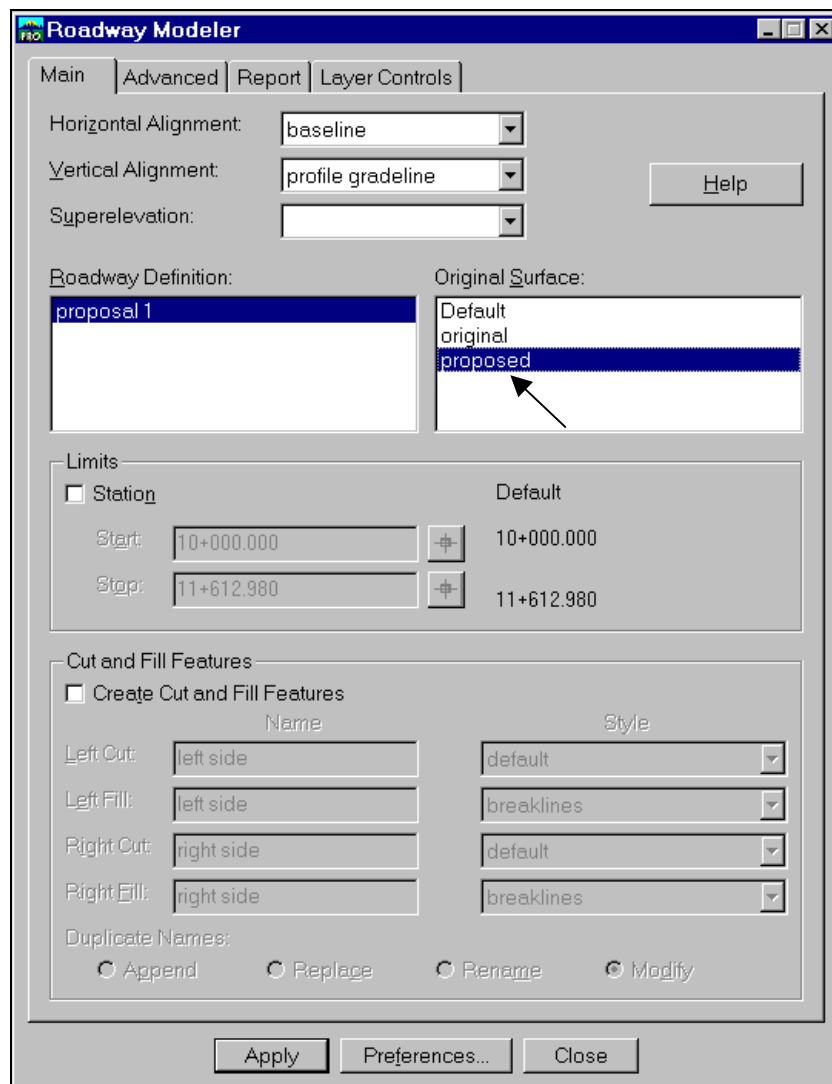 PRO Roadway Modeler
Main Advanced Report Layer Controls
Horizontal Alignment: baseline
Vertical Alignment: profile gradeline
Help
Superelevation:
Roadway Definition: Original Surface:
proposal 1 Default
original
proposed
Limits
Station Default
Start: 10+000.000 10+000.000
Stop: 11+612.980 11+612.980
Cut and Fill Features
Create Cut and Fill Features
Name Style
Left Cut: left side default
Left Fill: left side breaklines
Right Cut: right side default
Right Fill: right side breaklines
Duplicate Names:
Append Replace Rename Modify
Apply Preferences... Close